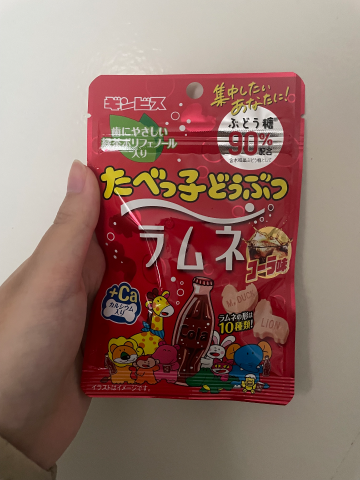 ギンビス
集中したい
あなたに!
歯にやさしい
ポリフェノール
入り
ぶどう糖
90%
配合
たべっ子どうぶつ
ラムネ
コーラ味
+Ca
カルシウム
入り
M.DUCK
LION
ラムネの形は
10種類!
イラストはイメージです。